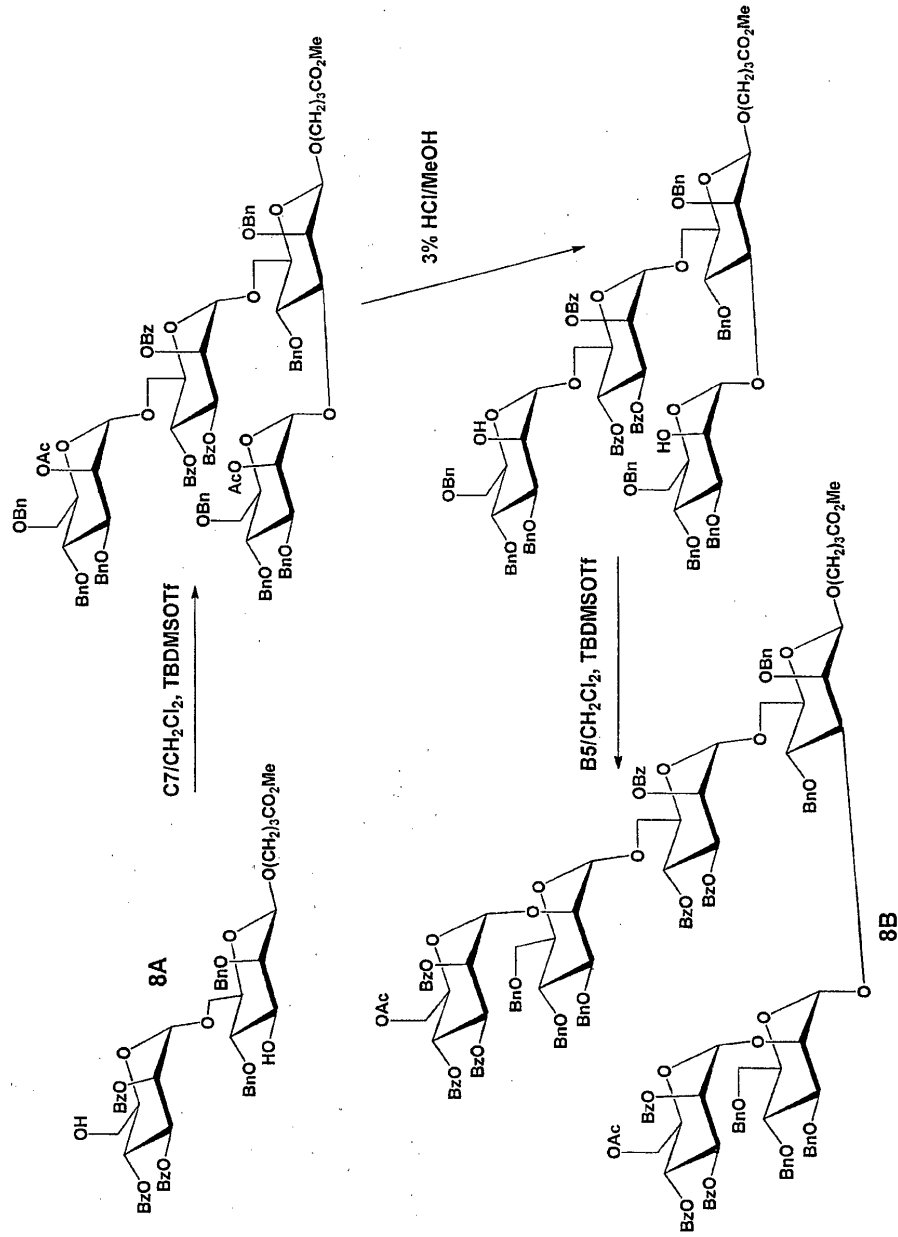 OH
BzO
BzO
BzO
O
O
8A
BnO
BnO
HO
O
O(CH2)3CO2Me
C7/CH2Cl2, TBDMSOTf
OBn
OAc
O
BnO
BnO
O
OBz
O
BzO
BzO
O
OBn
O
BnO
O(CH2)3CO2Me
OBn
AcO
O
BnO
BnO
O
3% HCl/MeOH
OBn
OH
O
BnO
BnO
O
OBz
O
BzO
BzO
O
OBn
O
BnO
O(CH2)3CO2Me
OBn
HO
O
BnO
BnO
O
B5/CH2Cl2, TBDMSOTf
OAc
BzO
O
BzO
BzO
O
O
BnO
BnO
BnO
O
OBz
O
BzO
BzO
O
OBn
O
BnO
O(CH2)3CO2Me
OAc
BzO
O
BzO
BzO
O
O
BnO
BnO
BnO
O
8B